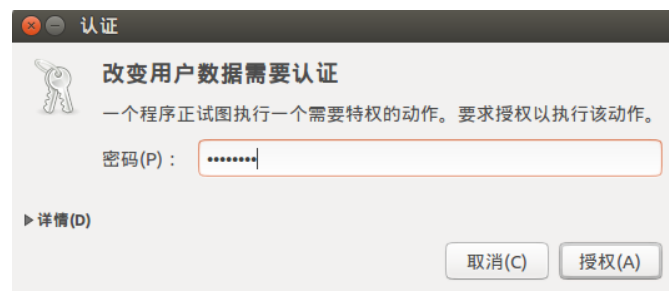 认证
改变用户数据需要认证
一个程序正试图执行一个需要特权的动作。要求授权以执行该动作。
密码(P)： ••••••••
详情(D)
取消(C) 授权(A)